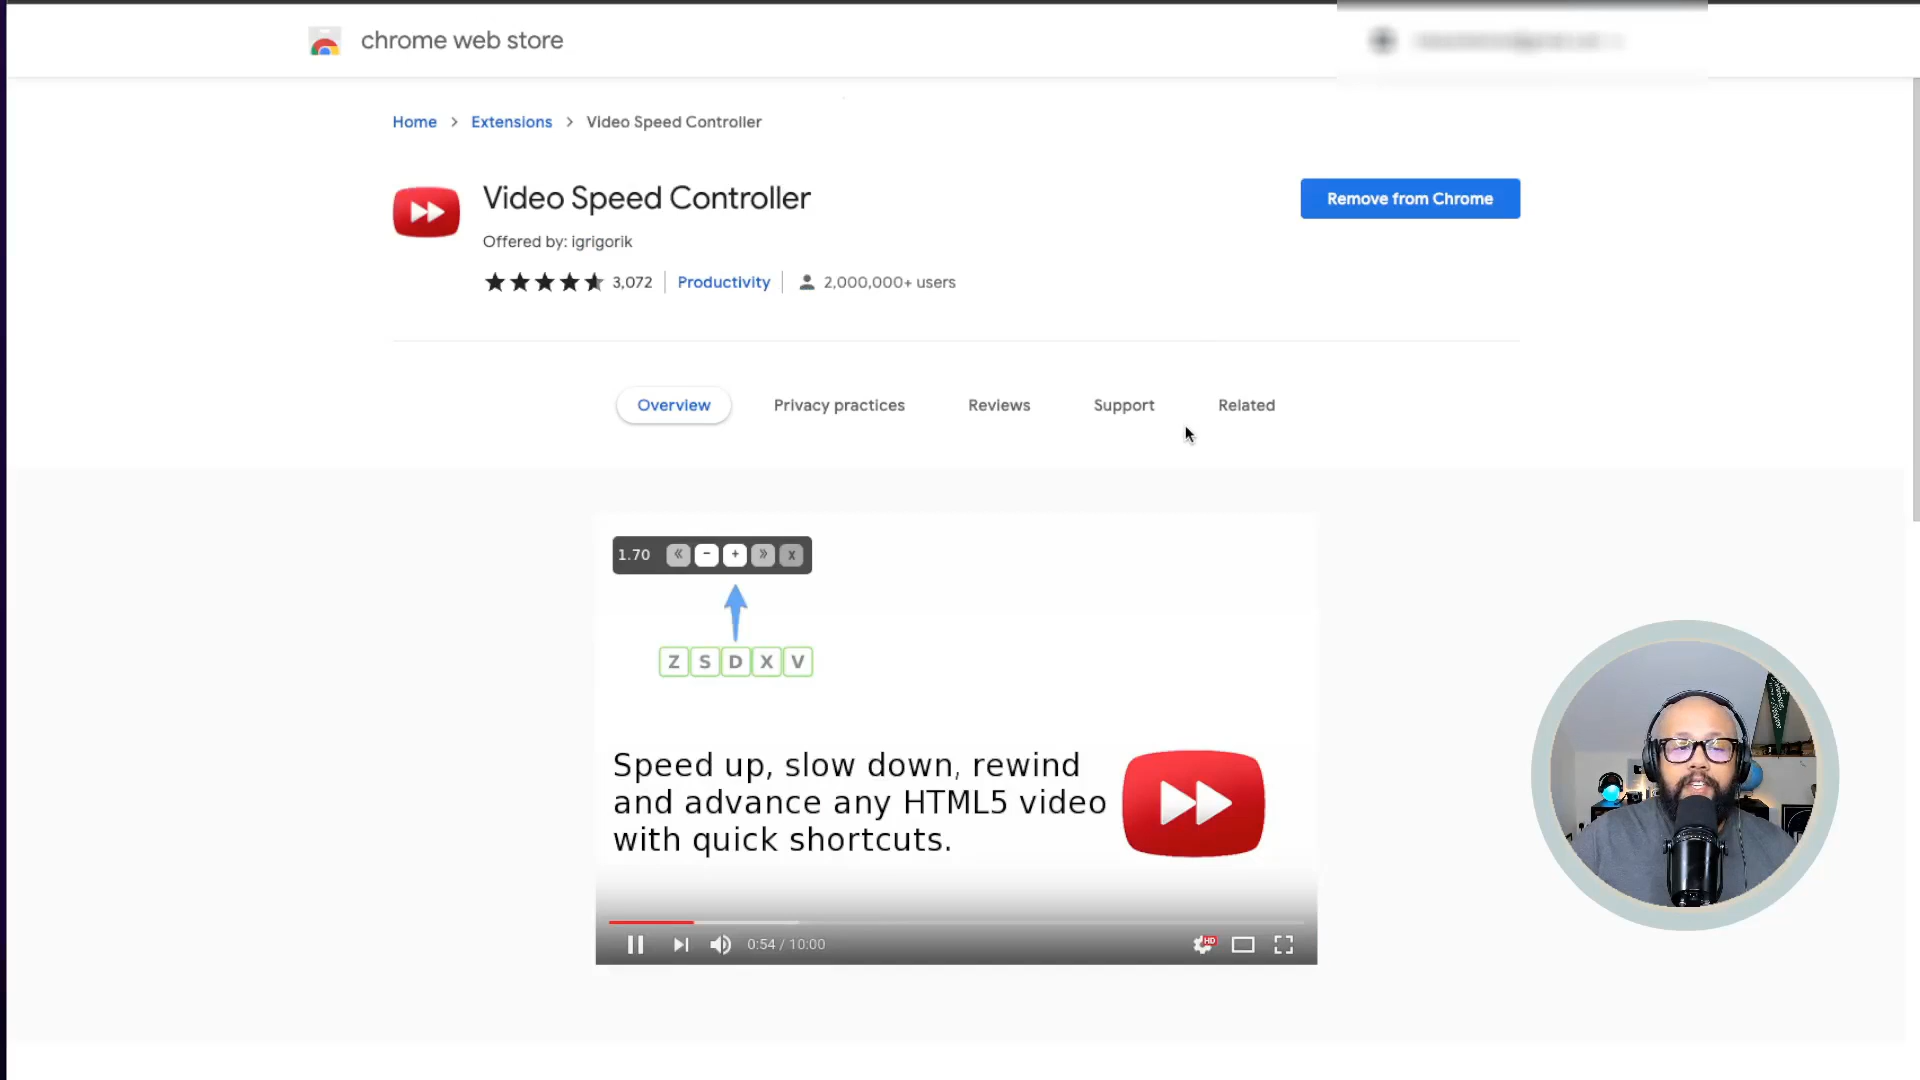 chrome web store
Home > Extensions > Video Speed Controller
Video Speed Controller
Remove from Chrome
Offered by: igrigorik
3,072
Productivity
2,000,000+ users
Overview
Privacy practices
Reviews
Support
Related
1.70 « - + » x
Z S D X V
Speed up, slow down, rewind
and advance any HTML5 video
with quick shortcuts.
0:54 / 10:00
HD